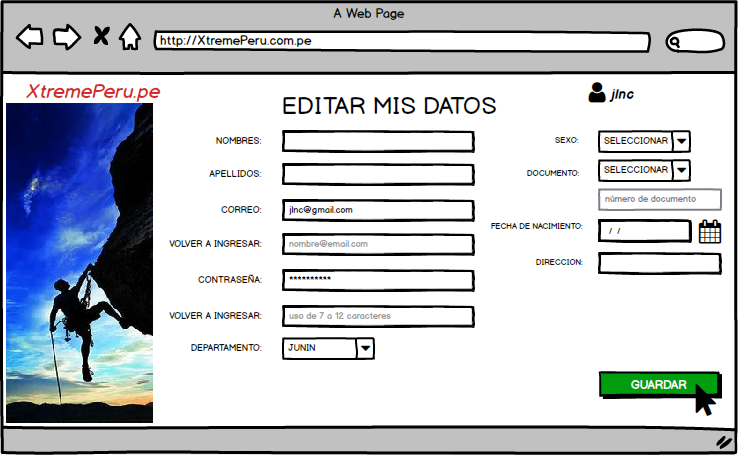 A Web Page
http://XtremePeru.com.pe
XtremePeru.pe
jlnc
EDITAR MIS DATOS
NOMBRES:
APELLIDOS:
CORREO: jlnc@gmail.com
VOLVER A INGRESAR: nombre@email.com
CONTRASEÑA: **********
VOLVER A INGRESAR: uso de 7 a 12 caracteres
DEPARTAMENTO: JUNIN
SEXO: SELECCIONAR
DOCUMENTO: SELECCIONAR
número de documento
FECHA DE NACIMIENTO: / /
DIRECCION:
GUARDAR